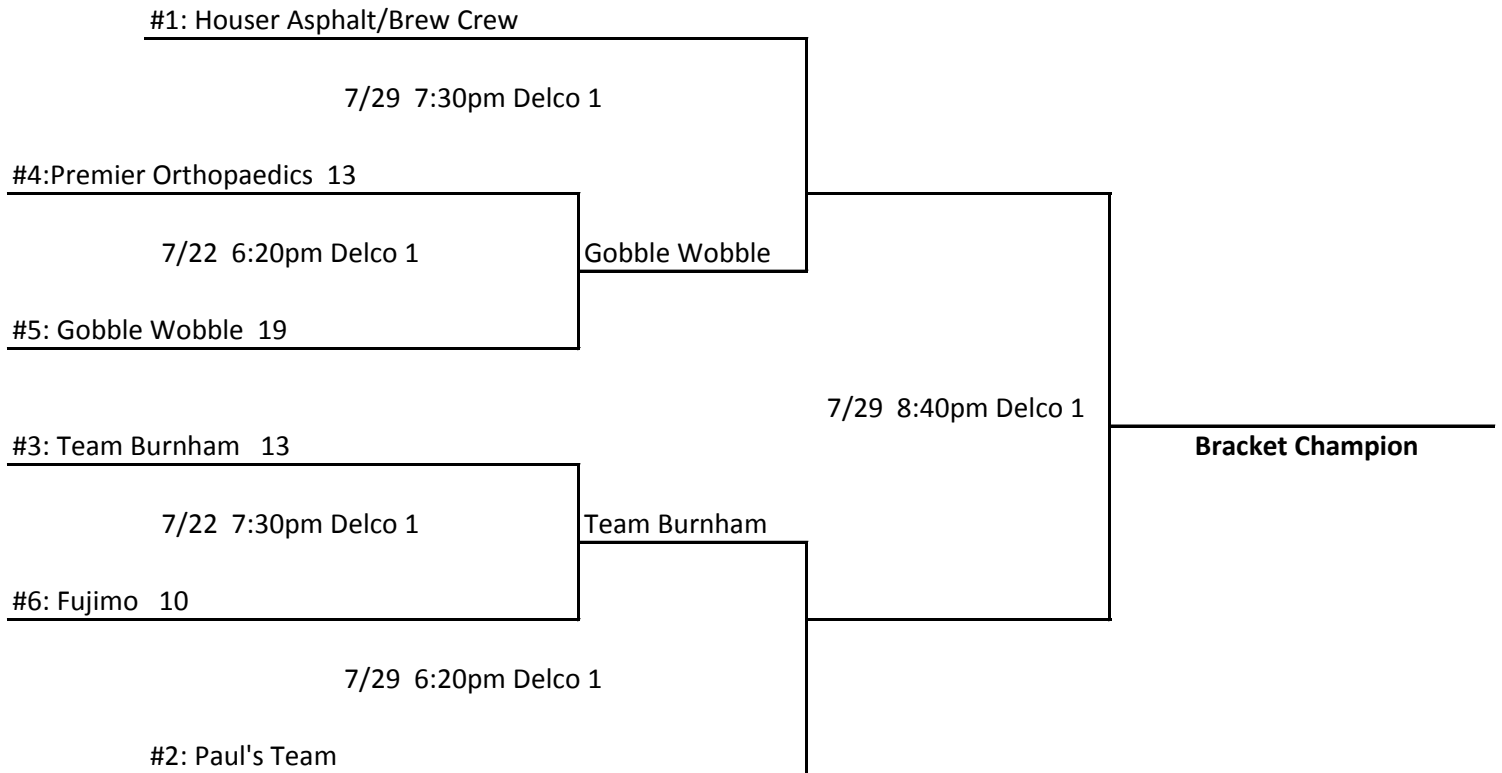 #1: Houser Asphalt/Brew Crew
7/29 7:30pm Delco 1
#4:Premier Orthopaedics 13
7/22 6:20pm Delco 1
Gobble Wobble
#5: Gobble Wobble 19
7/29 8:40pm Delco 1
#3: Team Burnham 13
Bracket Champion
7/22 7:30pm Delco 1
Team Burnham
#6: Fujimo 10
7/29 6:20pm Delco 1
#2: Paul's Team